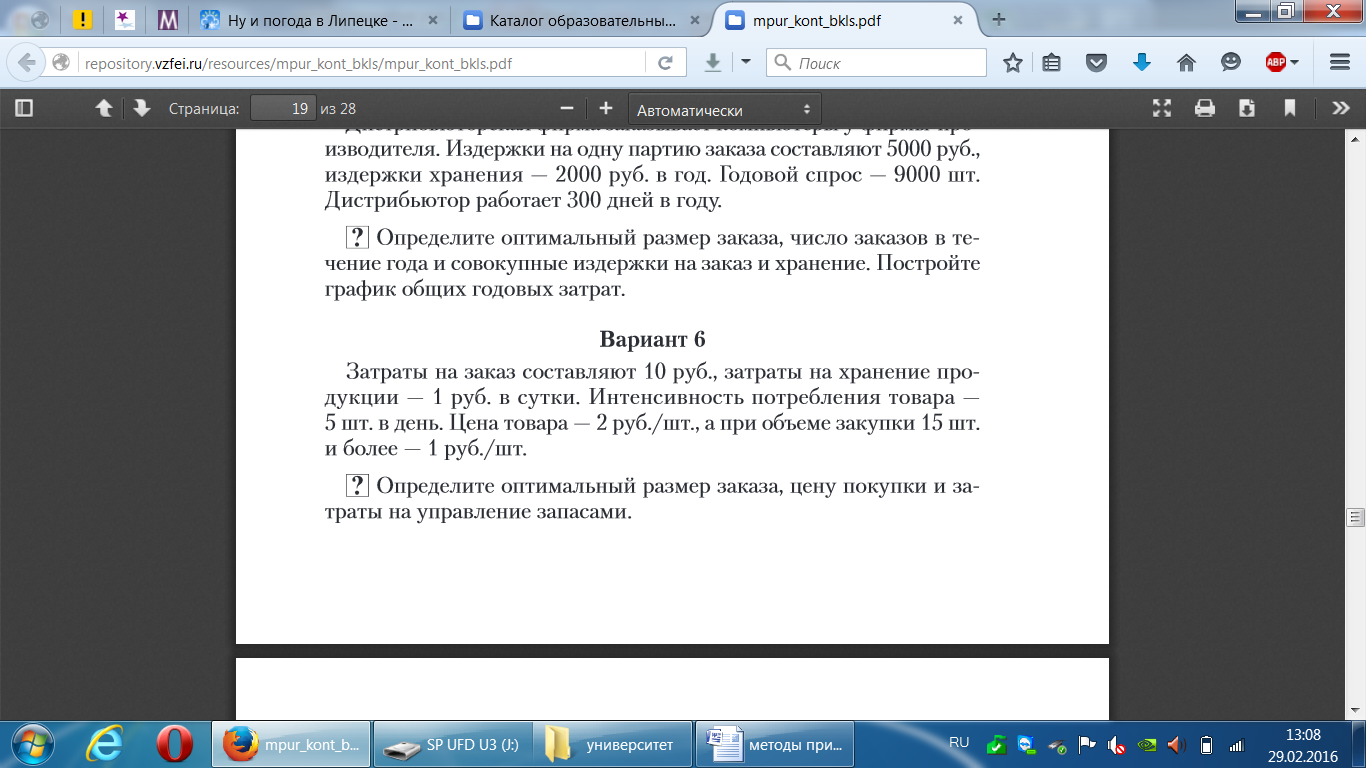 Ну и погода в Липецке - ...
Каталог образовательны...
mpur_kont_bkls.pdf
repository.vzfei.ru/resources/mpur_kont_bkls/mpur_kont_bkls.pdf
Поиск
ABP
Страница: 19 из 28
Автоматически
изводителя. Издержки на одну партию заказа составляют 5000 руб.,
издержки хранения — 2000 руб. в год. Годовой спрос — 9000 шт.
Дистрибьютор работает 300 дней в году.
? Определите оптимальный размер заказа, число заказов в те-
чение года и совокупные издержки на заказ и хранение. Постройте
график общих годовых затрат.
Вариант 6
Затраты на заказ составляют 10 руб., затраты на хранение про-
дукции — 1 руб. в сутки. Интенсивность потребления товара —
5 шт. в день. Цена товара — 2 руб./шт., а при объеме закупки 15 шт.
и более — 1 руб./шт.
? Определите оптимальный размер заказа, цену покупки и за-
траты на управление запасами.
mpur_kont_b...
SP UFD U3 (J:)
университет
методы при...
RU
13:08
29.02.2016